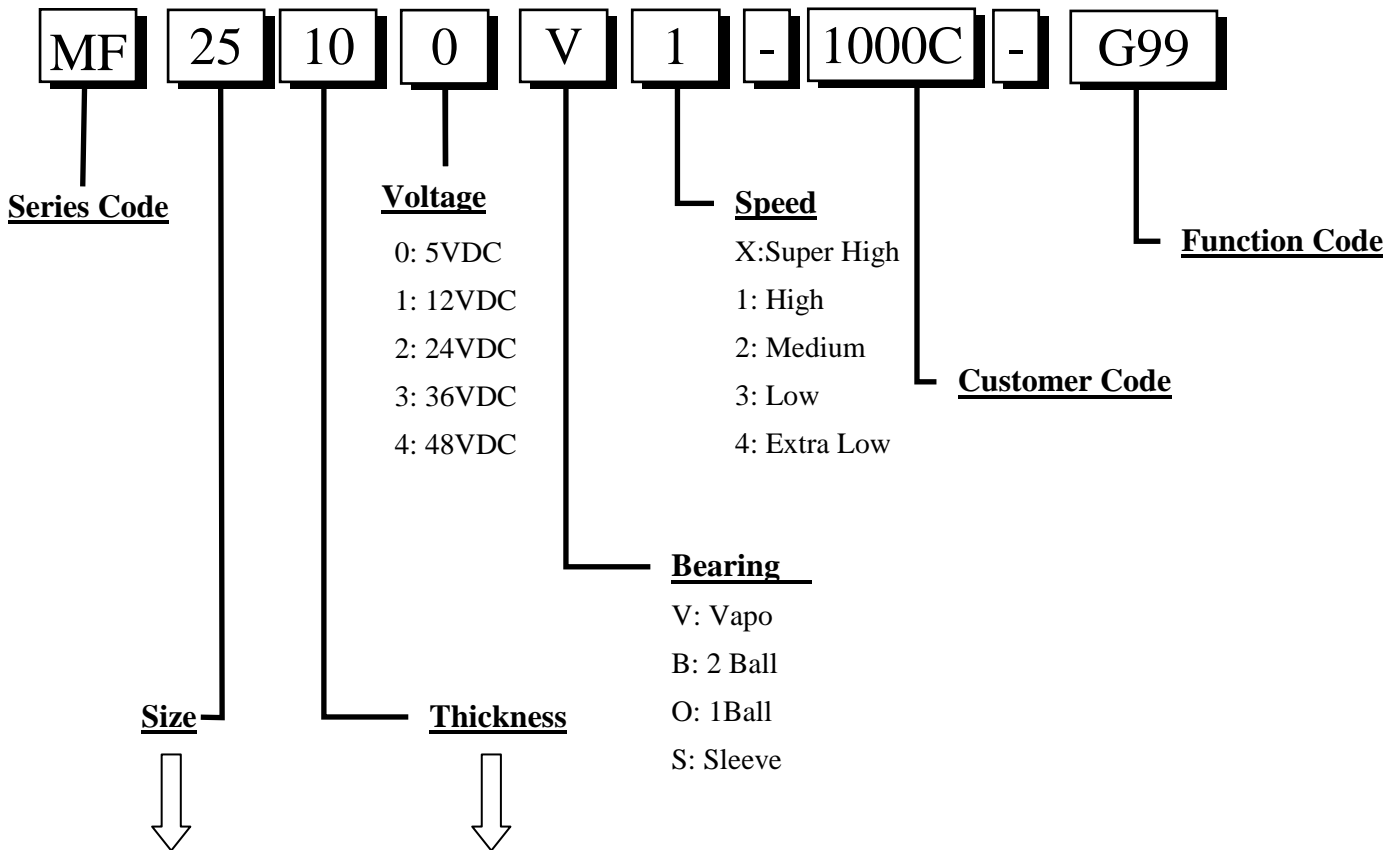 MF 25 10 0 V 1 - 1000C - G99
Series Code
Voltage
0: 5VDC
1: 12VDC
2: 24VDC
3: 36VDC
4: 48VDC
Speed
X:Super High
1: High
2: Medium
3: Low
4: Extra Low
Function Code
Customer Code
Bearing
V: Vapo
B: 2 Ball
O: 1Ball
S: Sleeve
Size
Thickness